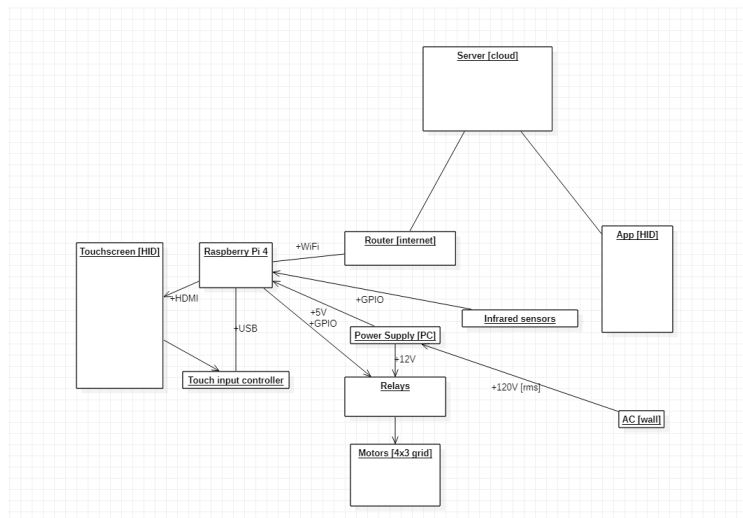 Server [cloud]
Router [internet]
App [HID]
Touchscreen [HID]
Raspberry Pi 4
+WiFi
+HDMI
+GPIO
+5V
+GPIO
+USB
Infrared sensors
Power Supply [PC]
+12V
Touch input controller
Relays
+120V [rms]
AC [wall]
Motors [4x3 grid]